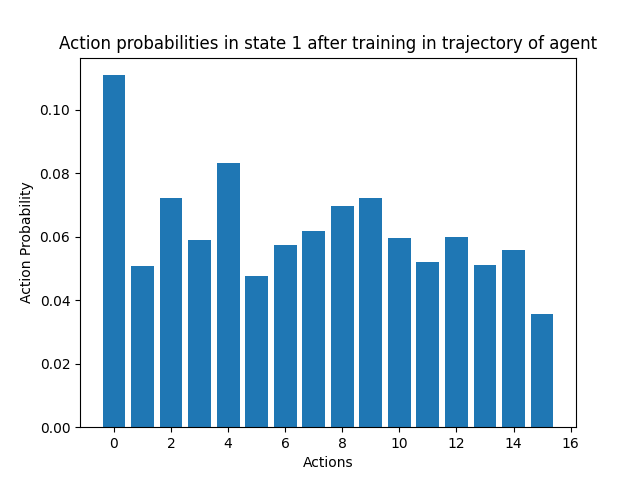 Action probabilities in state 1 after training in trajectory of agent
Action Probability
0.10
0.08
0.06
0.04
0.02
0.00
0 2 4 6 8 10 12 14 16
Actions